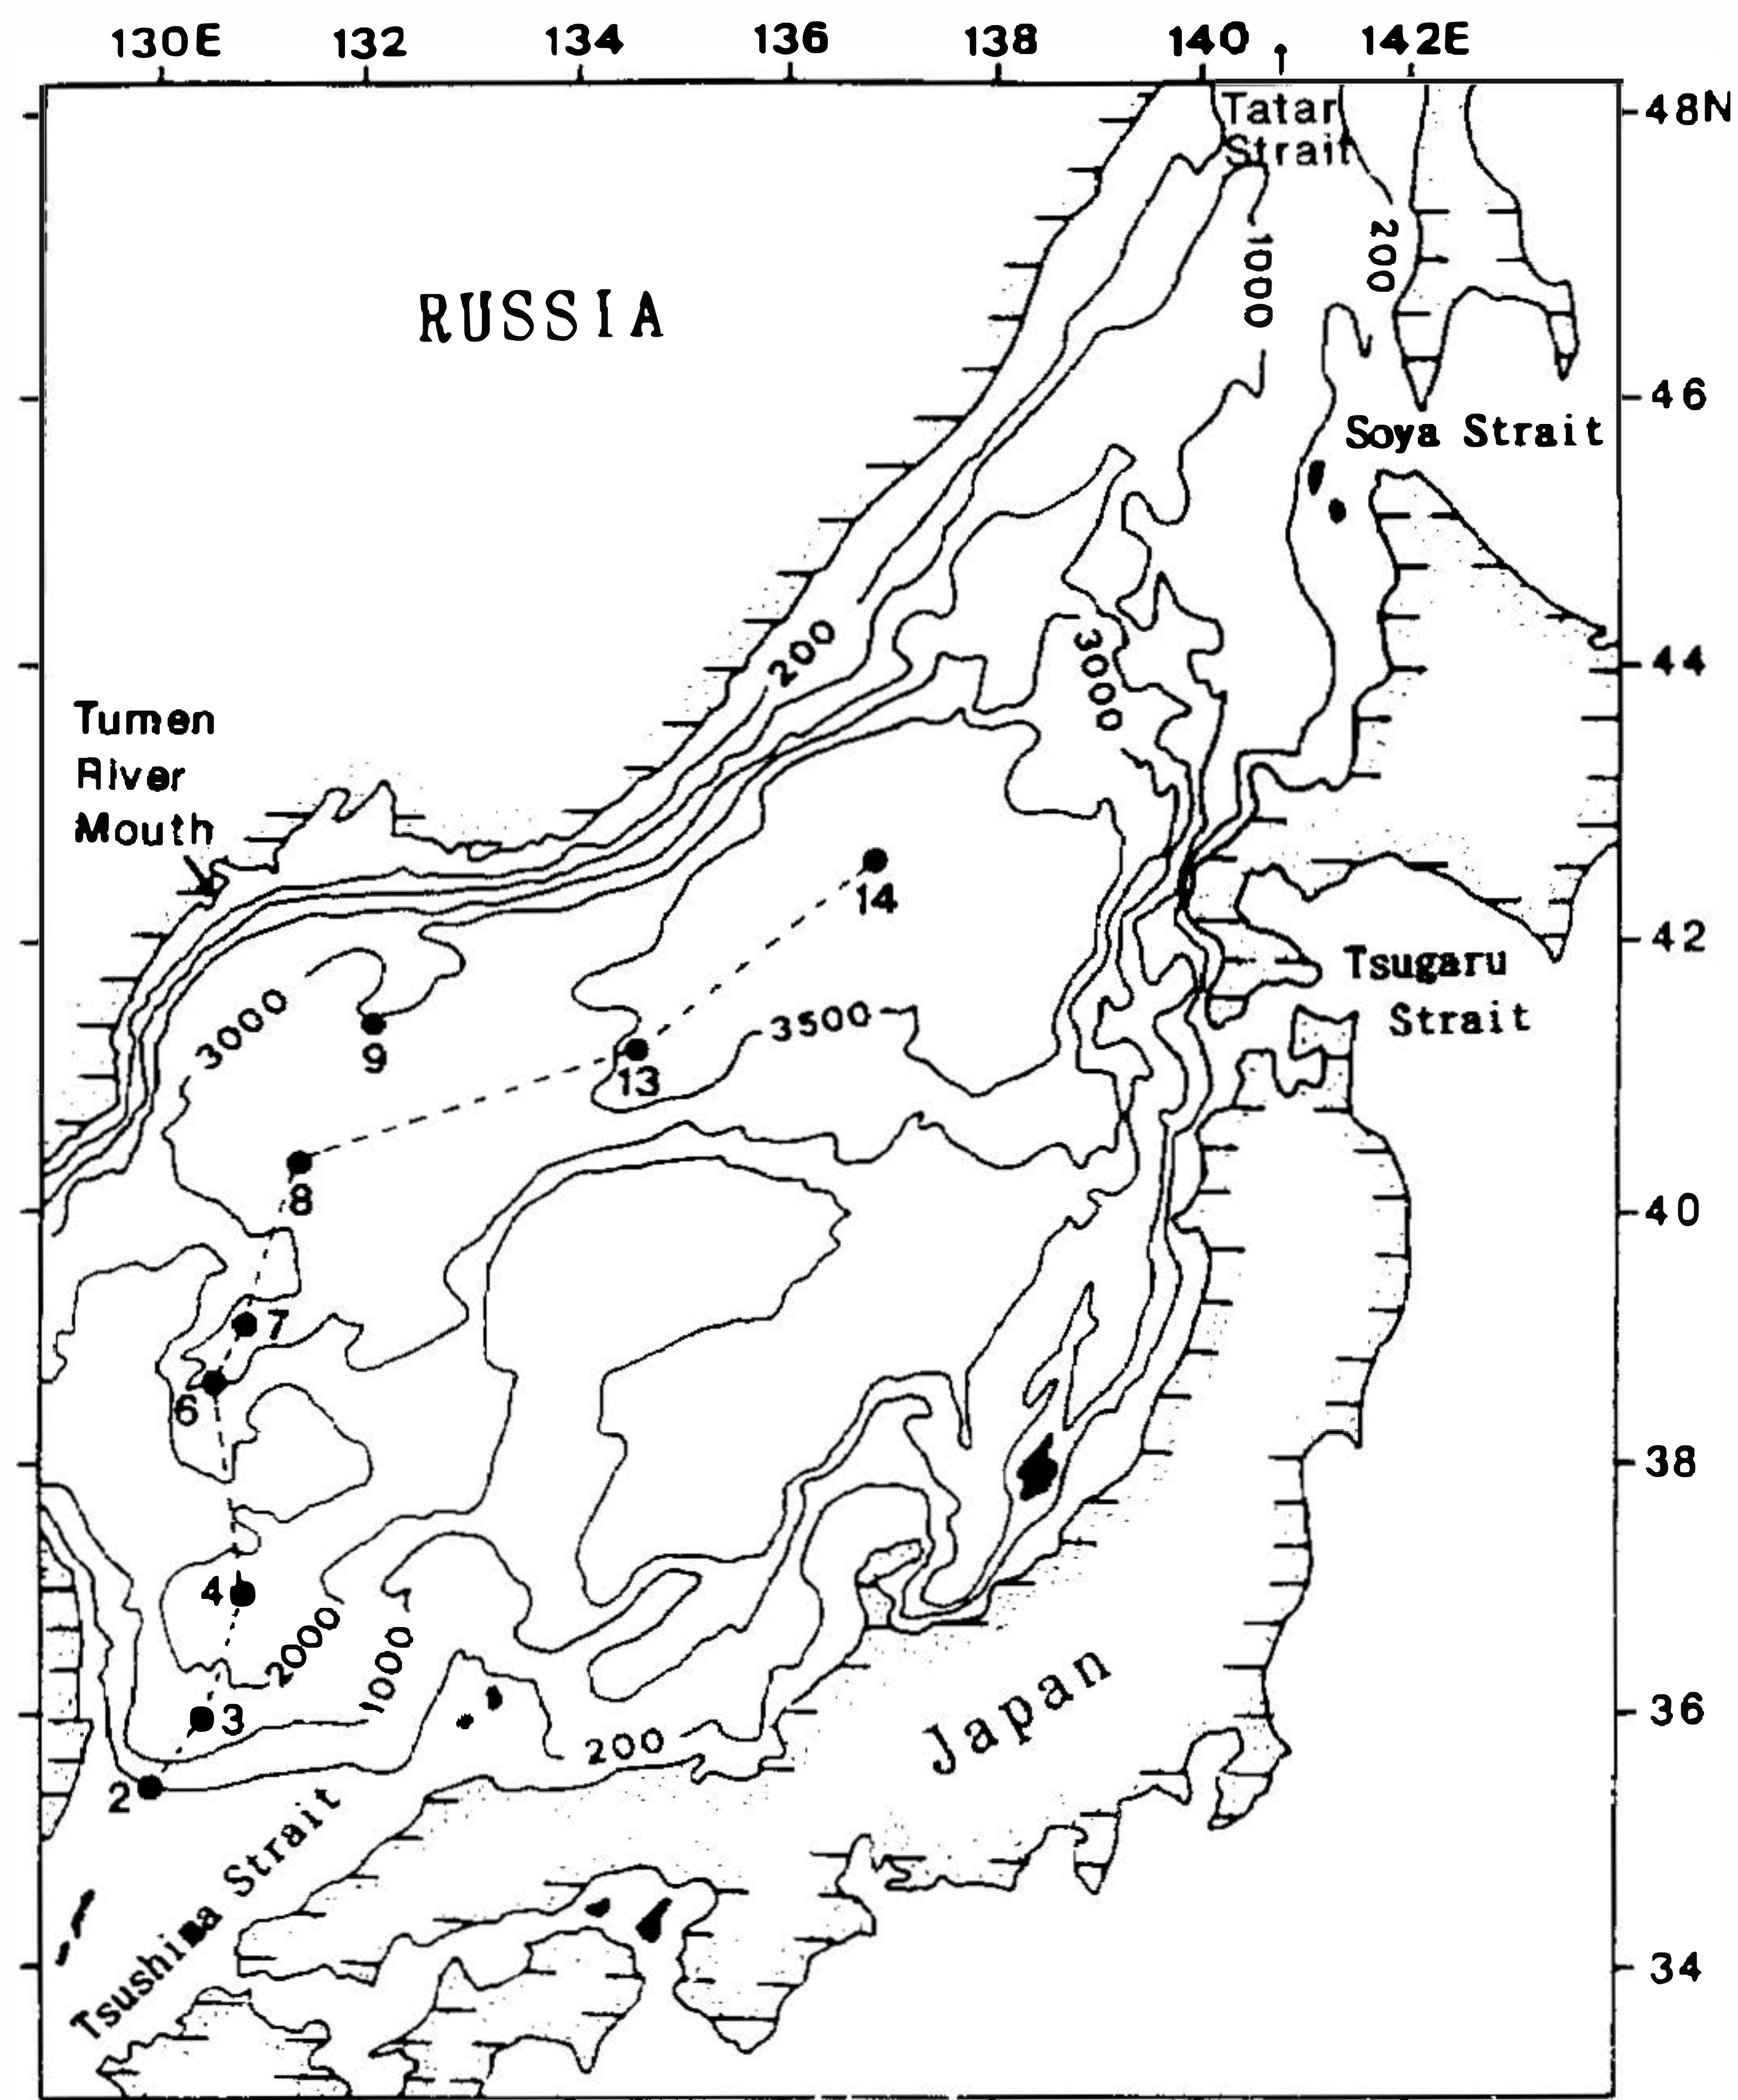 130E 132 134 136 138 140 142E
Tatar
Strait
48N
200
1000
RUSSIA
46
Soya Strait
200
3000
44
Tumen
River
Mouth
14
42
Tsugaru
Strait
3000
3500
9
13
8
40
7
6
38
4
2000
1000
3
36
200
Japan
2
Tsushima Strait
34